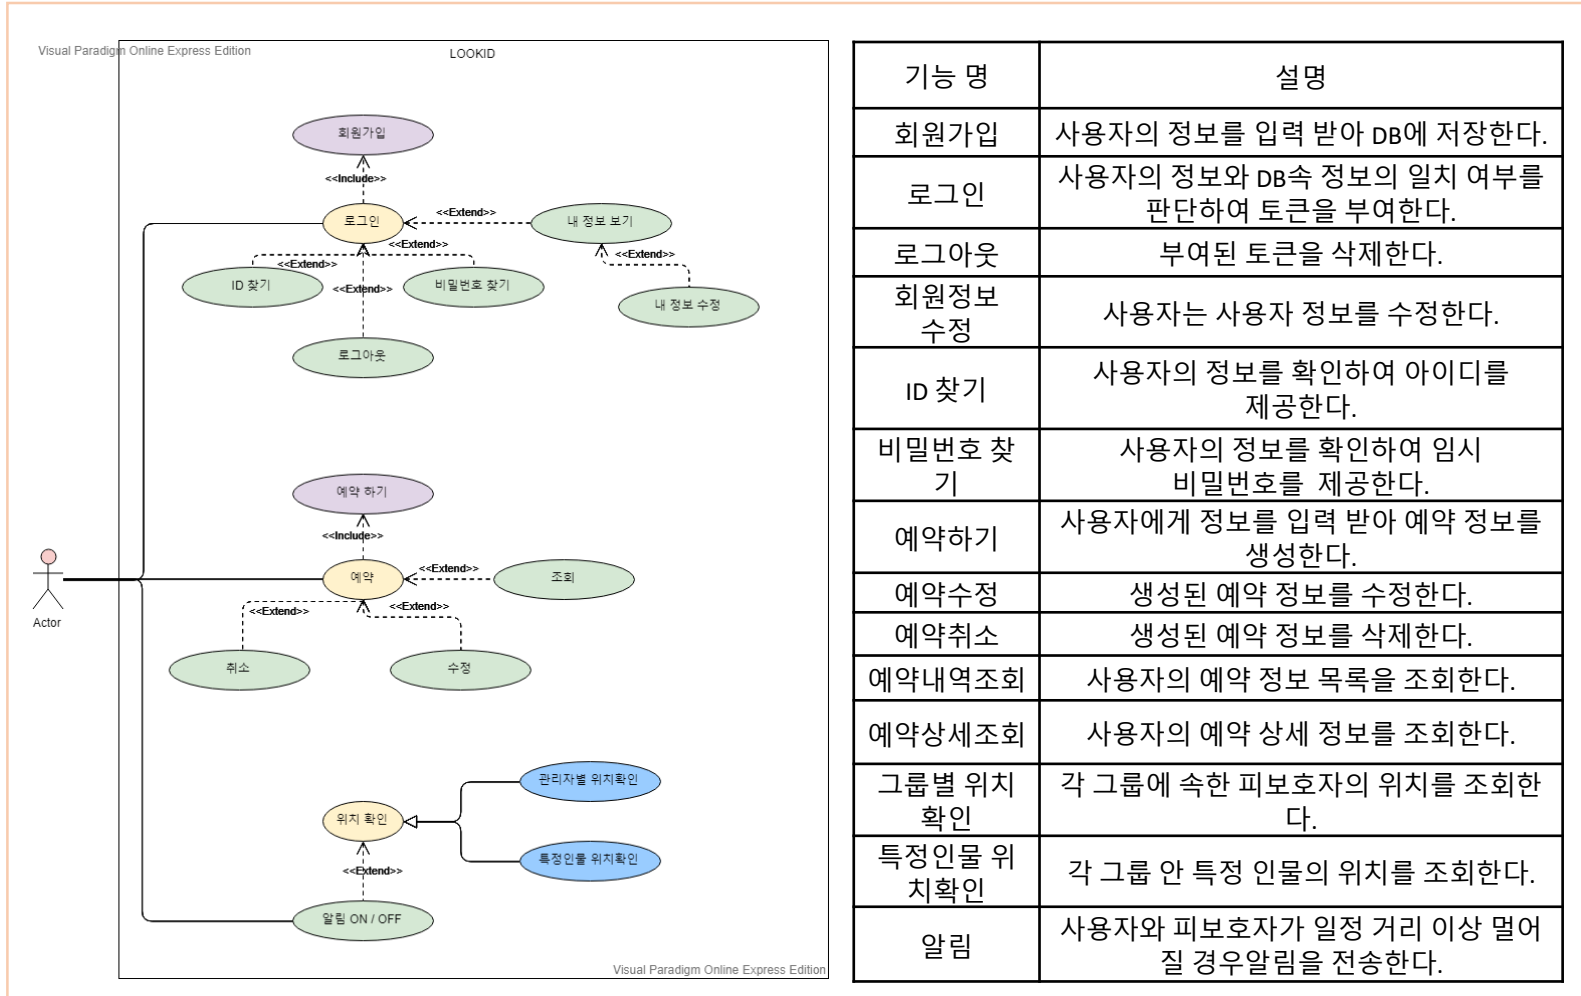 Visual Paradigm Online Express Edition
LOOKID
회원가입
<<Include>>
로그인
<<Extend>>
내 정보 보기
<<Extend>>
<<Extend>>
<<Extend>>
ID 찾기
<<Extend>>
비밀번호 찾기
내 정보 수정
로그아웃
예약 하기
<<Include>>
예약
<<Extend>>
조회
<<Extend>>
<<Extend>>
Actor
취소
수정
관리자별 위치확인
위치 확인
특정인물 위치확인
<<Extend>>
알림 ON / OFF
Visual Paradigm Online Express Edition
기능 명
설명
회원가입
사용자의 정보를 입력 받아 DB에 저장한다.
로그인
사용자의 정보와 DB속 정보의 일치 여부를
판단하여 토큰을 부여한다.
로그아웃
부여된 토큰을 삭제한다.
회원정보
수정
사용자는 사용자 정보를 수정한다.
ID 찾기
사용자의 정보를 확인하여 아이디를
제공한다.
비밀번호 찾
기
사용자의 정보를 확인하여 임시
비밀번호를 제공한다.
예약하기
사용자에게 정보를 입력 받아 예약 정보를
생성한다.
예약수정
생성된 예약 정보를 수정한다.
예약취소
생성된 예약 정보를 삭제한다.
예약내역조회
사용자의 예약 정보 목록을 조회한다.
예약상세조회
사용자의 예약 상세 정보를 조회한다.
그룹별 위치
확인
각 그룹에 속한 피보호자의 위치를 조회한
다.
특정인물 위
치확인
각 그룹 안 특정 인물의 위치를 조회한다.
알림
사용자와 피보호자가 일정 거리 이상 멀어
질 경우알림을 전송한다.